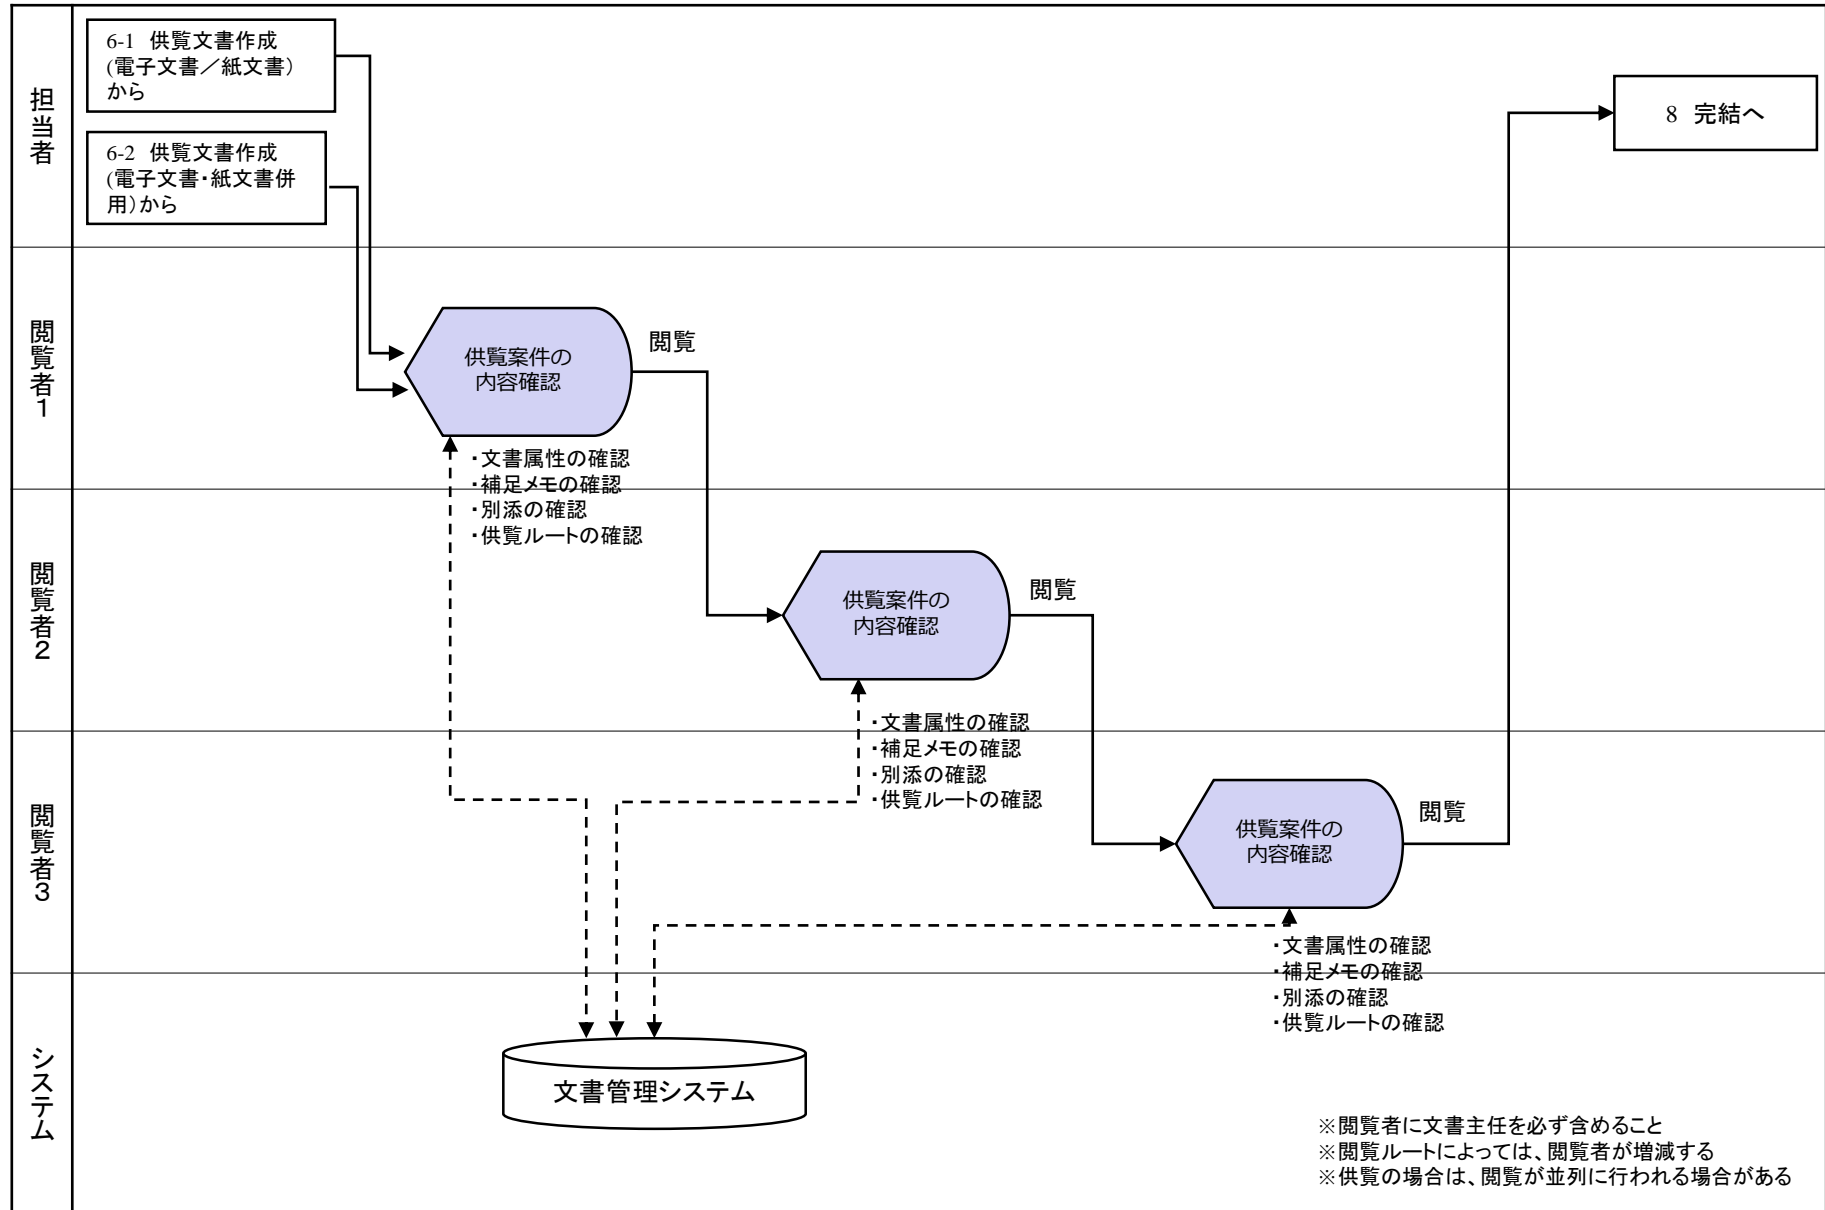 担当者
6-1 供覧文書作成
(電子文書／紙文書)
から
6-2 供覧文書作成
(電子文書・紙文書併
用)から
8 完結へ
閲覧者1
供覧案件の
内容確認
閲覧
・文書属性の確認
・補足メモの確認
・別添の確認
・供覧ルートの確認
閲覧者2
供覧案件の
内容確認
閲覧
・文書属性の確認
・補足メモの確認
・別添の確認
・供覧ルートの確認
閲覧者3
供覧案件の
内容確認
閲覧
・文書属性の確認
・補足メモの確認
・別添の確認
・供覧ルートの確認
システム
文書管理システム
※閲覧者に文書主任を必ず含めること
※閲覧ルートによっては、閲覧者が増減する
※供覧の場合は、閲覧が並列に行われる場合がある